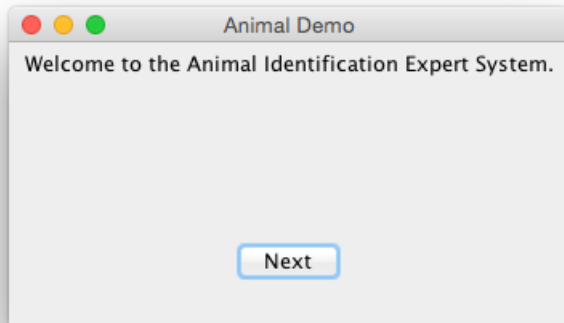 Animal Demo
Welcome to the Animal Identification Expert System.
Next